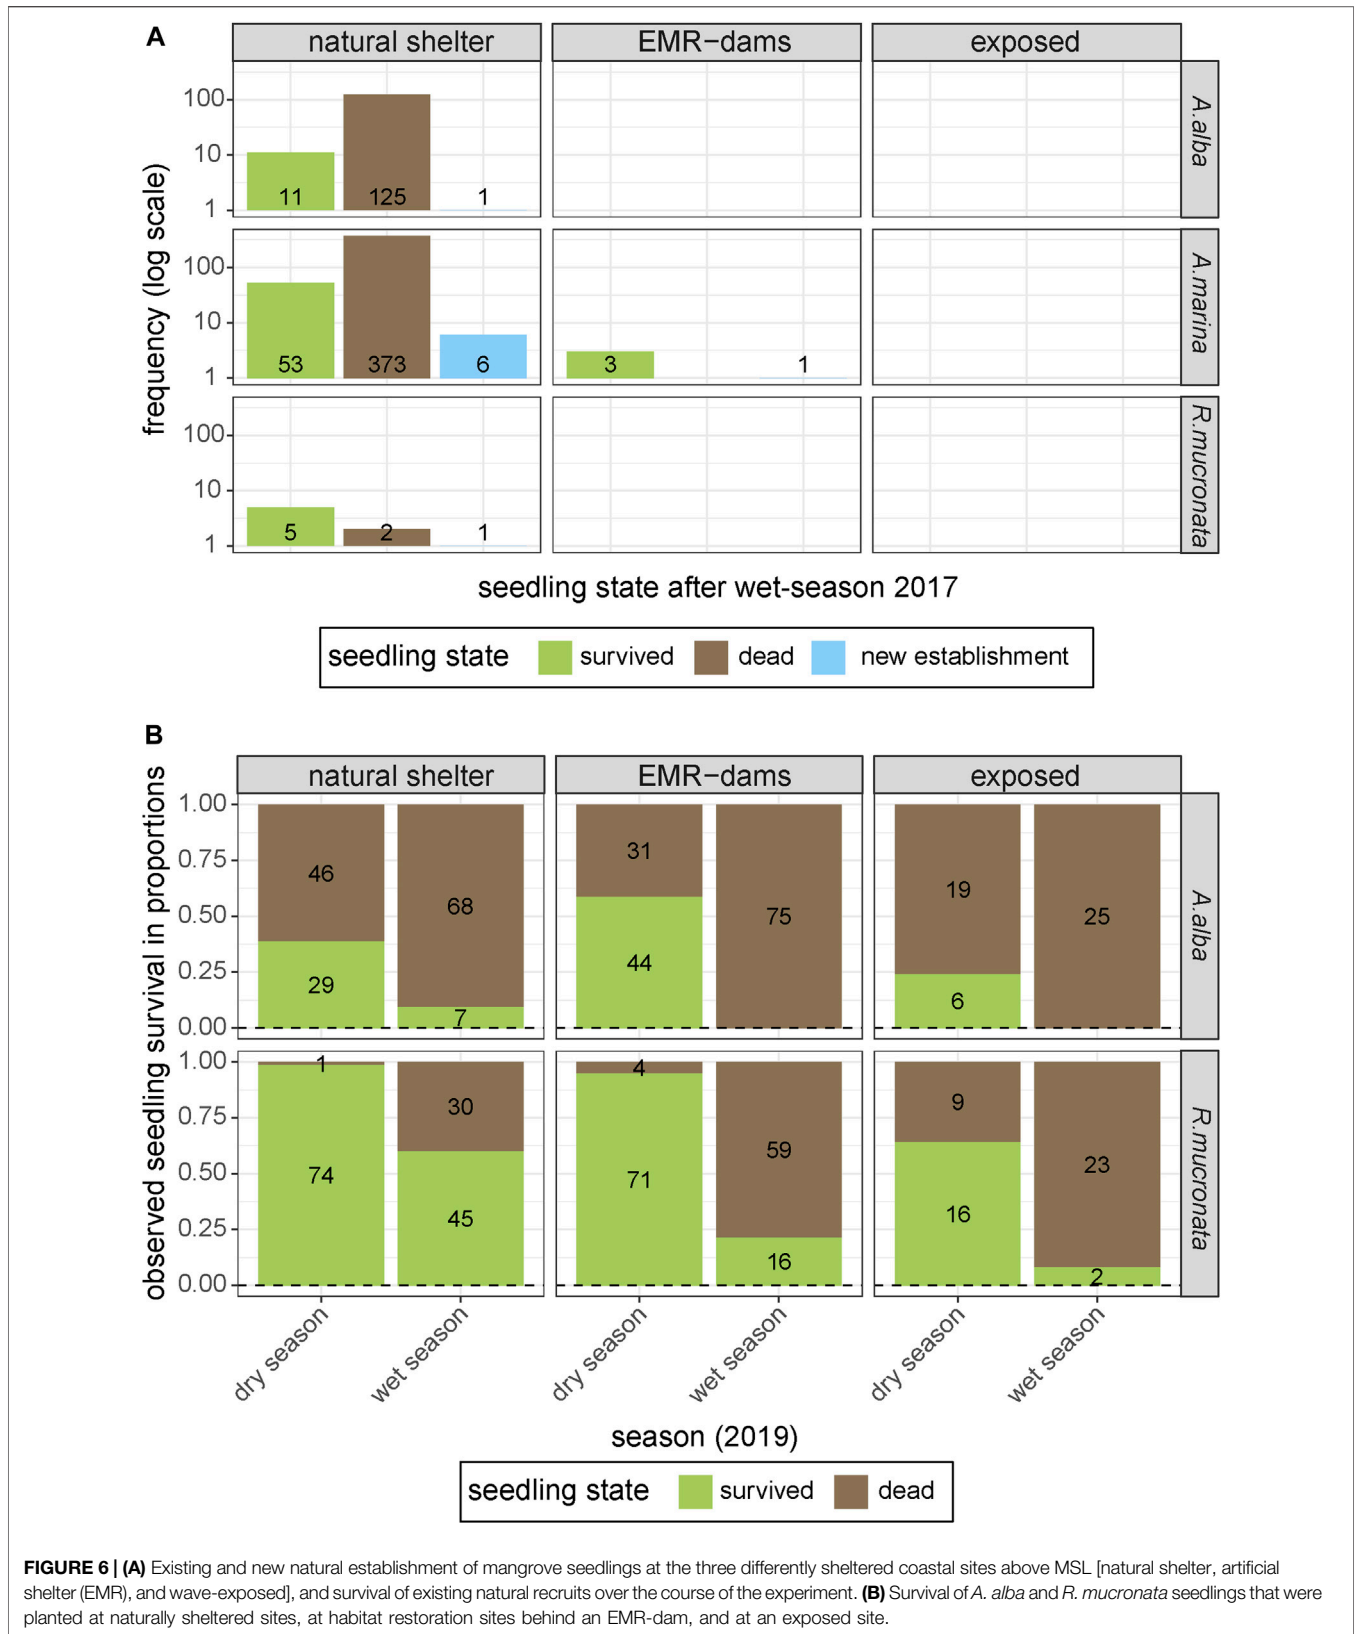 A
natural shelter EMR−dams exposed
100
10
1
11 125 1
A.alba
100
10
1
53 373 6 3 1
A.marina
100
10
1
5 2 1
R.mucronata
frequency (log scale)
seedling state after wet-season 2017
seedling state survived dead new establishment
B
natural shelter EMR−dams exposed
1.00
0.75
0.50
0.25
0.00
46 68 31 75 19 25
29 7 44 6
A.alba
1.00
0.75
0.50
0.25
0.00
1 30 4 59 9 23
74 45 71 16 16 2
R.mucronata
observed seedling survival in proportions
dry season wet season dry season wet season dry season wet season
season (2019)
seedling state survived dead
FIGURE 6 | (A) Existing and new natural establishment of mangrove seedlings at the three differently sheltered coastal sites above MSL [natural shelter, artificial
shelter (EMR), and wave-exposed], and survival of existing natural recruits over the course of the experiment. (B) Survival of A. alba and R. mucronata seedlings that were
planted at naturally sheltered sites, at habitat restoration sites behind an EMR-dam, and at an exposed site.